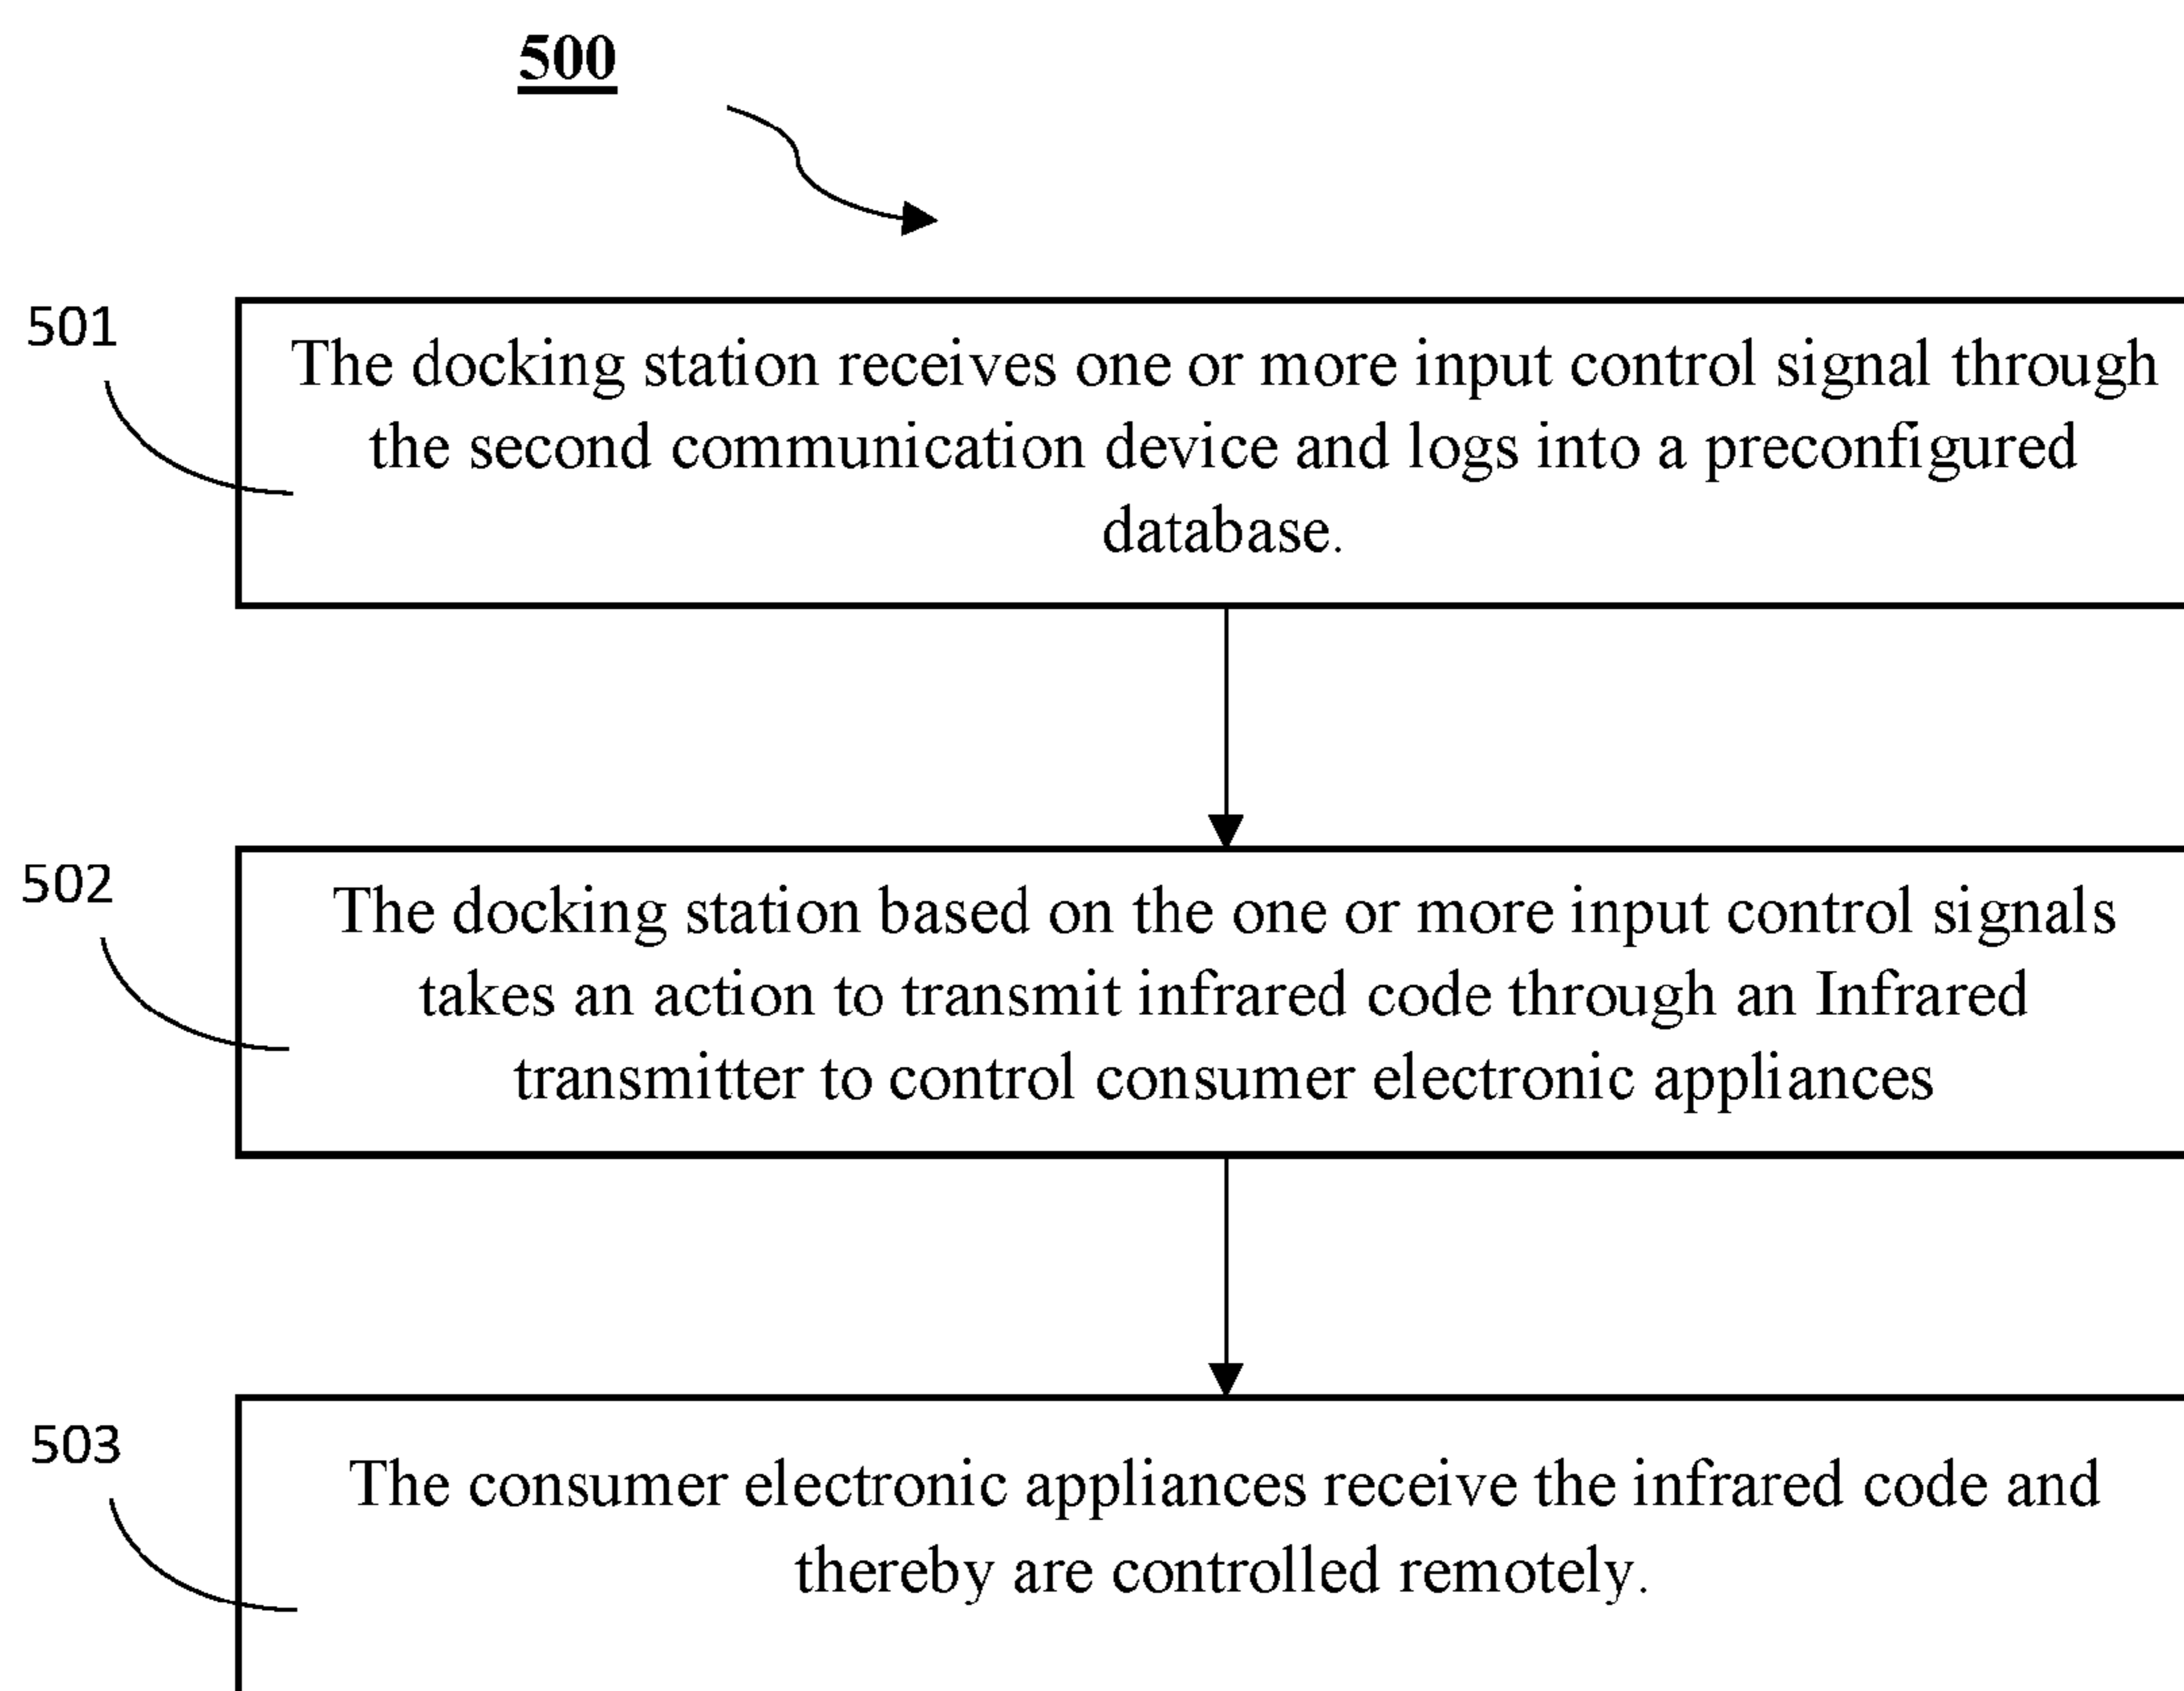 500
501
The docking station receives one or more input control signal through
the second communication device and logs into a preconfigured
database.
502
The docking station based on the one or more input control signals
takes an action to transmit infrared code through an Infrared
transmitter to control consumer electronic appliances
503
The consumer electronic appliances receive the infrared code and
thereby are controlled remotely.